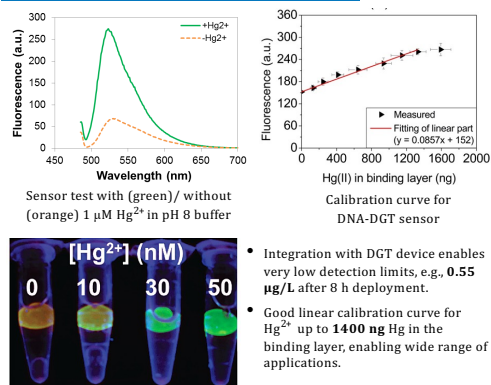 300
250
200
150
100
50
0
Fluorescence (a.u.)
+Hg2+
-Hg2+
450 500 550 600 650 700
Wavelength (nm)
Sensor test with (green)/ without
(orange) 1 µM Hg2+ in pH 8 buffer
360
300
240
180
120
60
0
Fluorescence (a.u.)
Measured
Fitting of linear part
(y = 0.0857x + 152)
0 400 800 1200 1600 2000
Hg(II) in binding layer (ng)
Calibration curve for
DNA-DGT sensor
[Hg2+] (nM)
0 10 30 50
• Integration with DGT device enables
very low detection limits, e.g., 0.55
µg/L after 8 h deployment.
• Good linear calibration curve for
Hg2+ up to 1400 ng Hg in the
binding layer, enabling wide range of
applications.